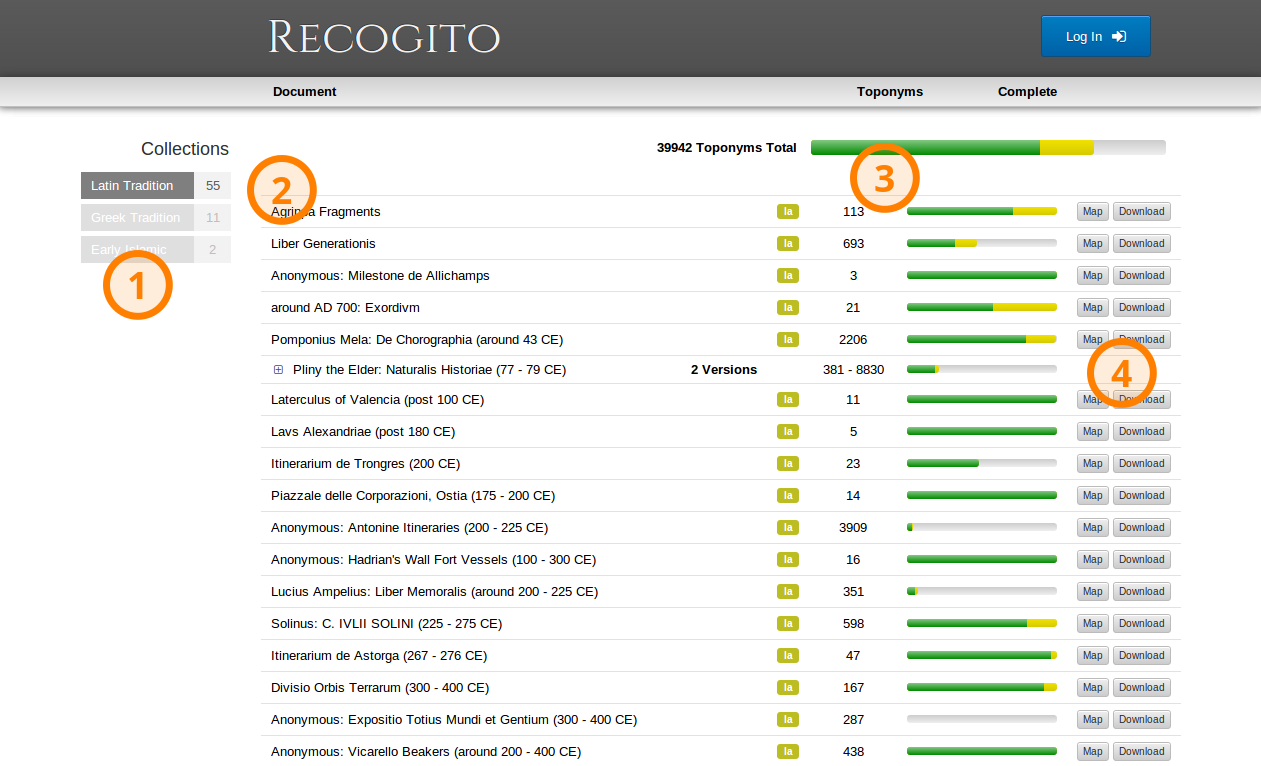 RECOGITO
Log In
Document Toponyms Complete
Collections
39942 Toponyms Total
Latin Tradition 55
Greek Tradition 11
Early Islamic 2
1
2
3
4
Agrippa Fragments la 113 Map Download
Liber Generationis la 693 Map Download
Anonymous: Milestone de Allichamps la 3 Map Download
around AD 700: Exordivm la 21 Map Download
Pomponius Mela: De Chorographia (around 43 CE) la 2206 Map Download
Pliny the Elder: Naturalis Historiae (77 - 79 CE) 2 Versions 381 - 8830
Laterculus of Valencia (post 100 CE) la 11 Map Download
Lavs Alexandriae (post 180 CE) la 5 Map Download
Itinerarium de Trongres (200 CE) la 23 Map Download
Piazzale delle Corporazioni, Ostia (175 - 200 CE) la 14 Map Download
Anonymous: Antonine Itineraries (200 - 225 CE) la 3909 Map Download
Anonymous: Hadrian's Wall Fort Vessels (100 - 300 CE) la 16 Map Download
Lucius Ampelius: Liber Memoralis (around 200 - 225 CE) la 351 Map Download
Solinus: C. IVLII SOLINI (225 - 275 CE) la 598 Map Download
Itinerarium de Astorga (267 - 276 CE) la 47 Map Download
Divisio Orbis Terrarum (300 - 400 CE) la 167 Map Download
Anonymous: Expositio Totius Mundi et Gentium (300 - 400 CE) la 287 Map Download
Anonymous: Vicarello Beakers (around 200 - 400 CE) la 438 Map Download